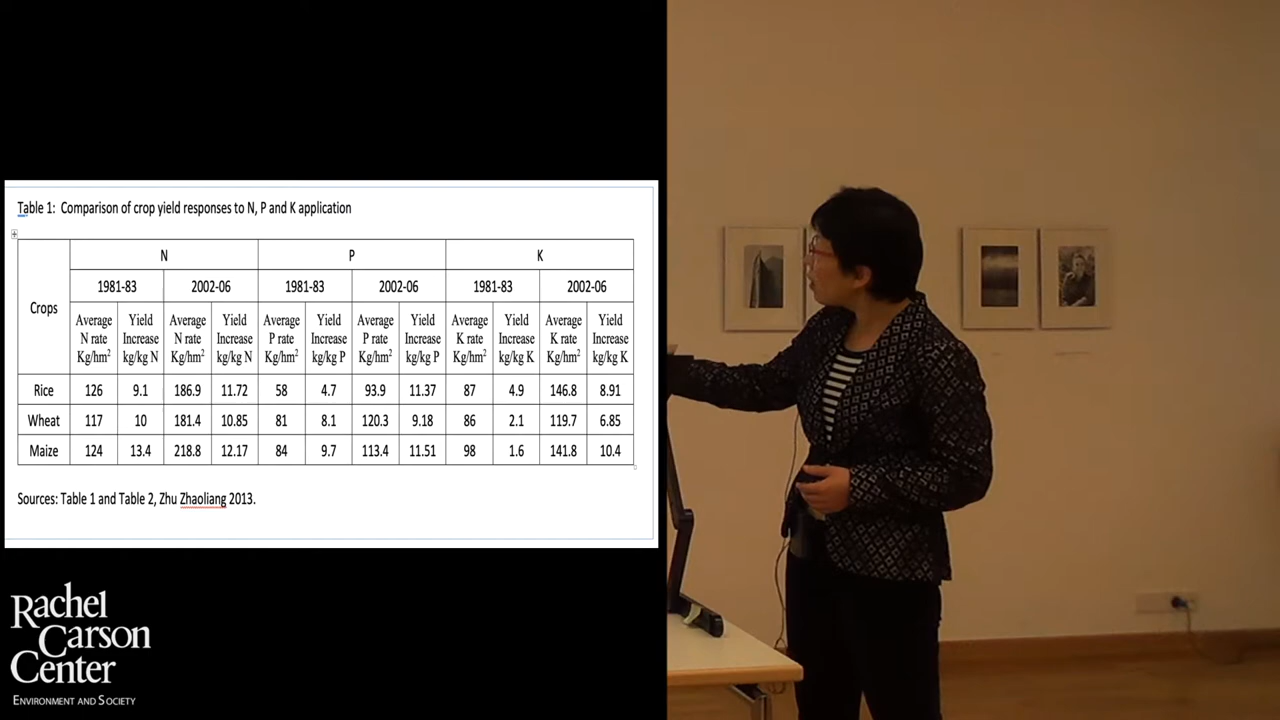 Table 1: Comparison of crop yield responses to N, P and K application
Crops N P K
1981-83 2002-06 1981-83 2002-06 1981-83 2002-06
Average N rate Kg/hm² Yield Increase kg/kg N Average N rate Kg/hm² Yield Increase kg/kg N Average P rate Kg/hm² Yield Increase kg/kg P Average P rate Kg/hm² Yield Increase kg/kg P Average K rate Kg/hm² Yield Increase kg/kg K Average K rate Kg/hm² Yield Increase kg/kg K
Rice 126 9.1 186.9 11.72 58 4.7 93.9 11.37 87 4.9 146.8 8.91
Wheat 117 10 181.4 10.85 81 8.1 120.3 9.18 86 2.1 119.7 6.85
Maize 124 13.4 218.8 12.17 84 9.7 113.4 11.51 98 1.6 141.8 10.4
Sources: Table 1 and Table 2, Zhu Zhaoliang 2013.
Rachel
Carson
Center
ENVIRONMENT AND SOCIETY